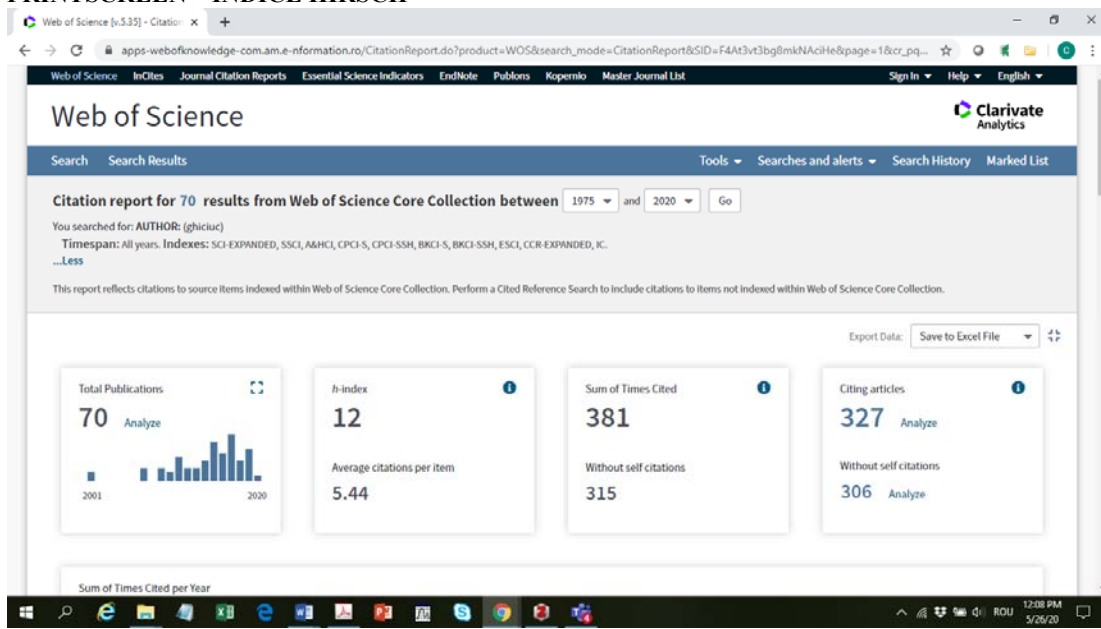 PRINTSCREEN - INDICE HIRSCH
Web of Science [v.5.35] - Citation
apps-webofknowledge-com.am.e-nformation.ro/CitationReport.do?product=WOS&search_mode=CitationReport&SID=F4At3vt3bg8mkNAciHe&page=1&cr_pq...
Web of Science InCites Journal Citation Reports Essential Science Indicators EndNote Publons Kopernio Master Journal List Sign In Help English
Web of Science
Clarivate
Analytics
Search Search Results Tools Searches and alerts Search History Marked List
Citation report for 70 results from Web of Science Core Collection between 1975 and 2020 Go
You searched for: AUTHOR: (ghiciuc)
Timespan: All years. Indexes: SCI-EXPANDED, SSCI, A&HCI, CPCI-S, CPCI-SSH, BKCI-S, BKCI-SSH, ESCI, CCR-EXPANDED, IC.
...Less
This report reflects citations to source items indexed within Web of Science Core Collection. Perform a Cited Reference Search to include citations to items not indexed within Web of Science Core Collection.
Export Data: Save to Excel File
Total Publications
70 Analyze
2001 2020
h-index
12
Average citations per item
5.44
Sum of Times Cited
381
Without self citations
315
Citing articles
327 Analyze
Without self citations
306 Analyze
Sum of Times Cited per Year
ROU
12:08 PM
5/26/20